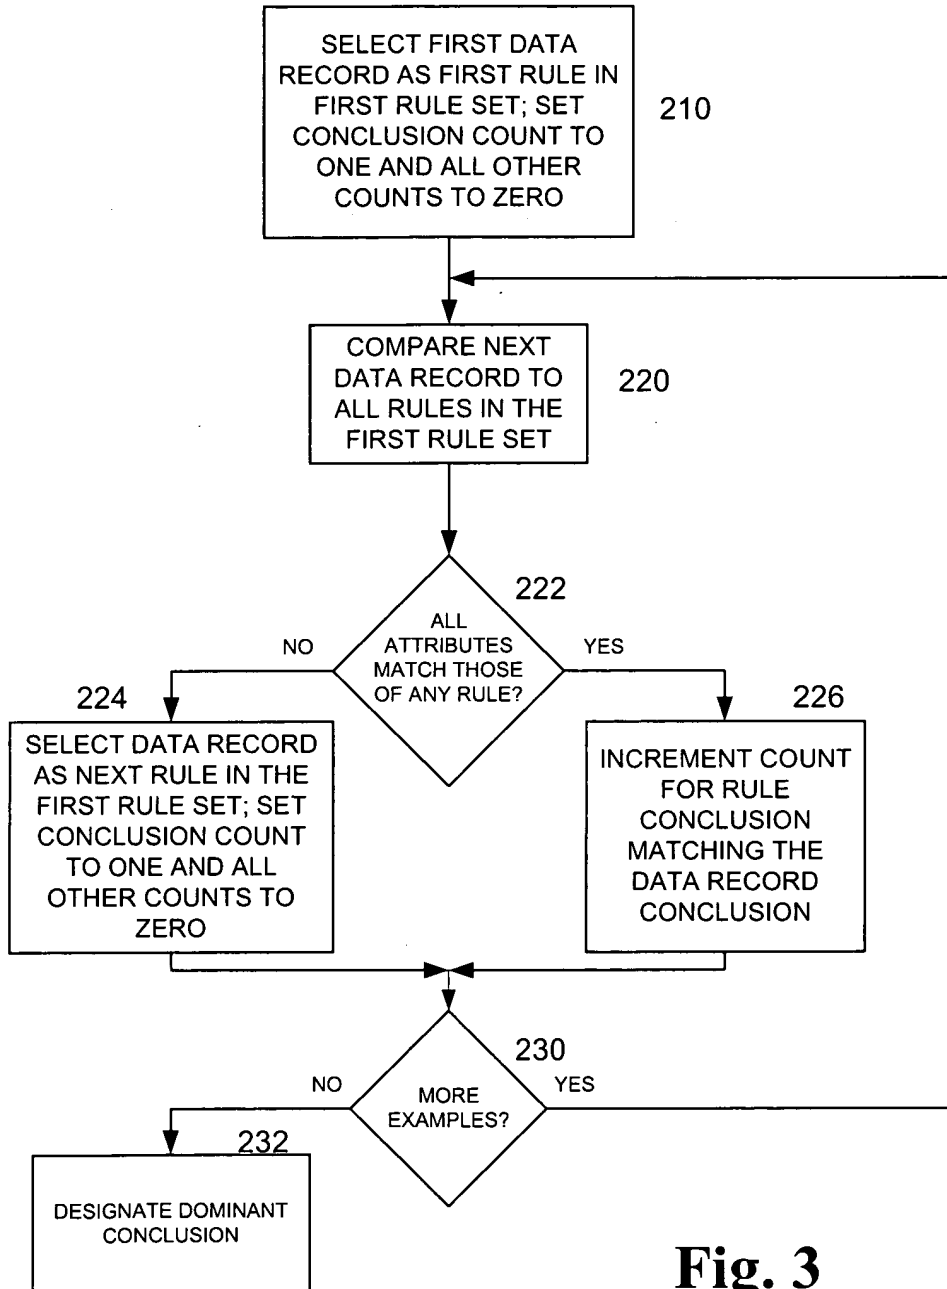 SELECT FIRST DATA
RECORD AS FIRST RULE IN
FIRST RULE SET; SET
CONCLUSION COUNT TO
ONE AND ALL OTHER
COUNTS TO ZERO
210
COMPARE NEXT
DATA RECORD TO
ALL RULES IN THE
FIRST RULE SET
220
222
ALL
ATTRIBUTES
MATCH THOSE
OF ANY RULE?
NO
YES
224
SELECT DATA RECORD
AS NEXT RULE IN THE
FIRST RULE SET; SET
CONCLUSION COUNT
TO ONE AND ALL
OTHER COUNTS TO
ZERO
226
INCREMENT COUNT
FOR RULE
CONCLUSION
MATCHING THE
DATA RECORD
CONCLUSION
230
MORE
EXAMPLES?
NO
YES
232
DESIGNATE DOMINANT
CONCLUSION
Fig. 3